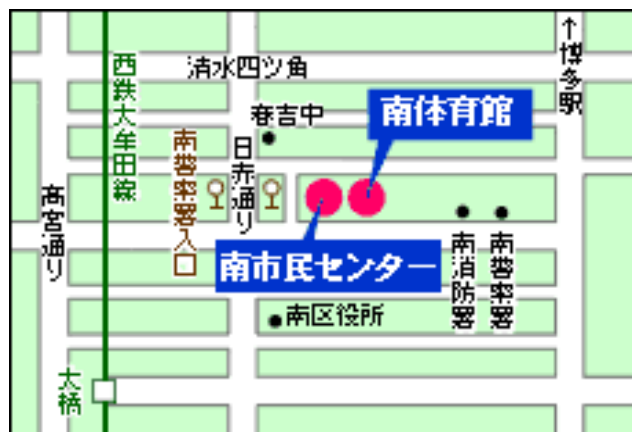 ↑博多駅
清水四ツ角
西鉄大牟田線
春吉中
南体育館
南警察署入口
日赤通り
高宮通り
南市民センター
南消防署
南警察署
南区役所
大橋